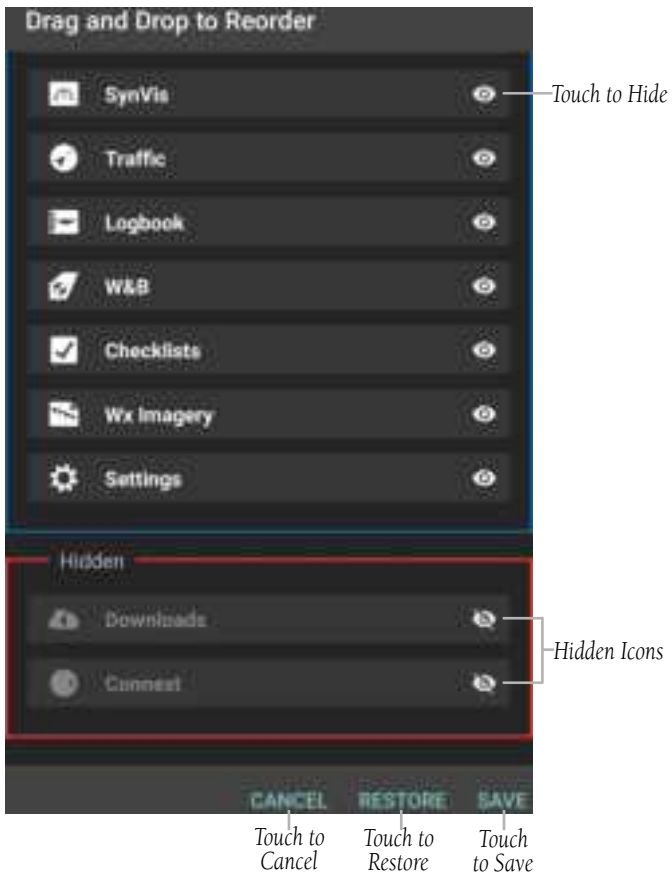 Drag and Drop to Reorder
SynVis
Touch to Hide
Traffic
Logbook
W&B
Checklists
Wx Imagery
Settings
Hidden
Downloads
Connect
Hidden Icons
CANCEL RESTORE SAVE
Touch to Cancel
Touch to Restore
Touch to Save